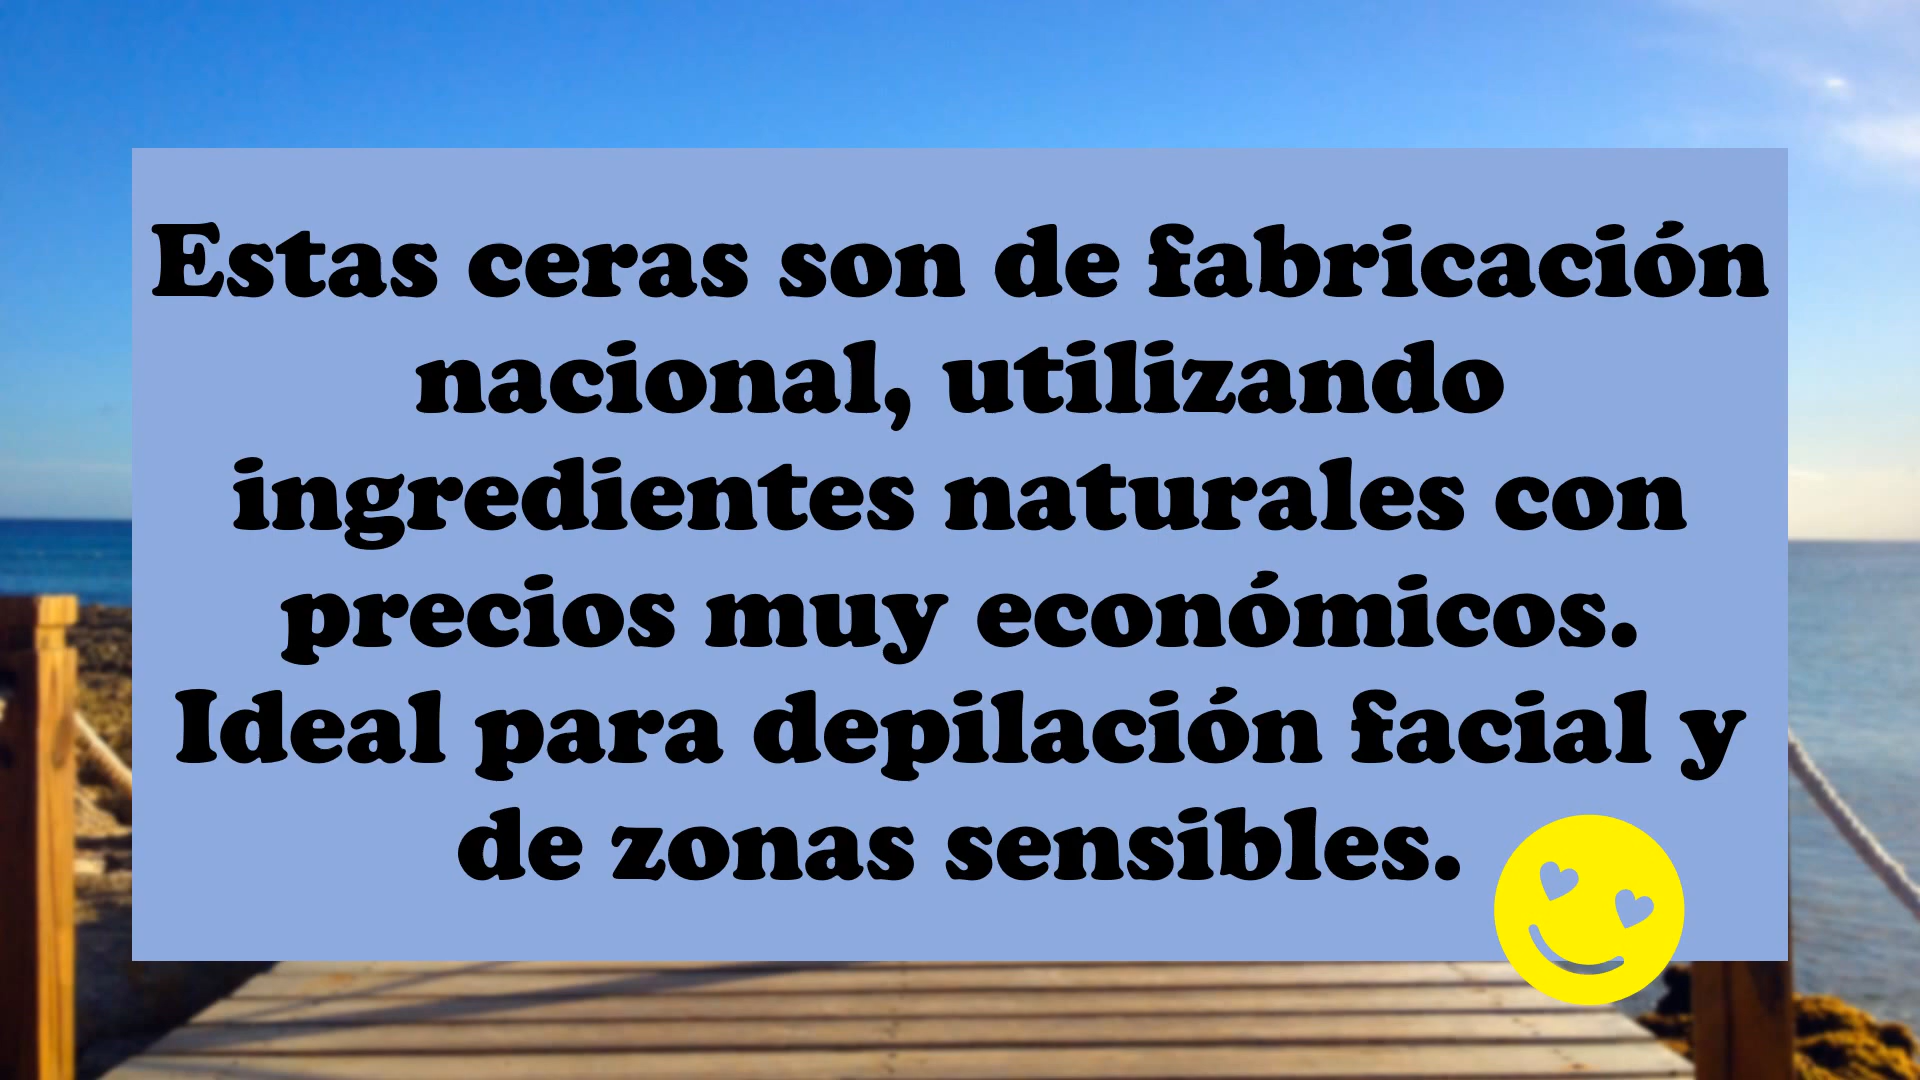 Estas ceras son de fabricación
nacional, utilizando
ingredientes naturales con
precios muy económicos.
Ideal para depilación facial y
de zonas sensibles.